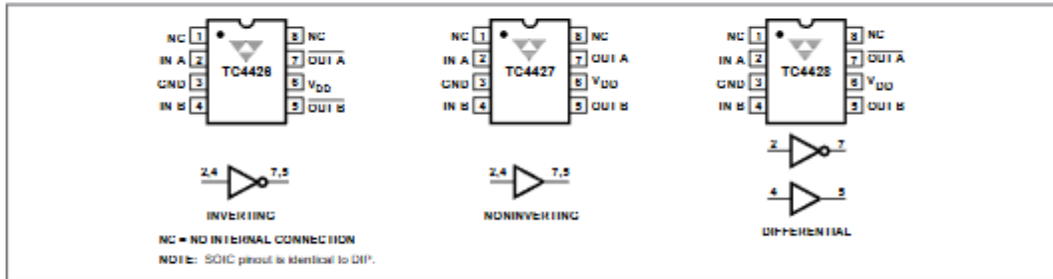 NC 1 8 NC
IN A 2 7 OUT A
GND 3 6 VDD
IN B 4 5 OUT B
TC4426
2,4 7,5
INVERTING
NC = NO INTERNAL CONNECTION
NOTE: SOIC pinout is identical to DIP.
NC 1 8 NC
IN A 2 7 OUT A
GND 3 6 VDD
IN B 4 5 OUT B
TC4427
2,4 7,5
NONINVERTING
NC 1 8 NC
IN A 2 7 OUT A
GND 3 6 VDD
IN B 4 5 OUT B
TC4428
2 7
4 5
DIFFERENTIAL